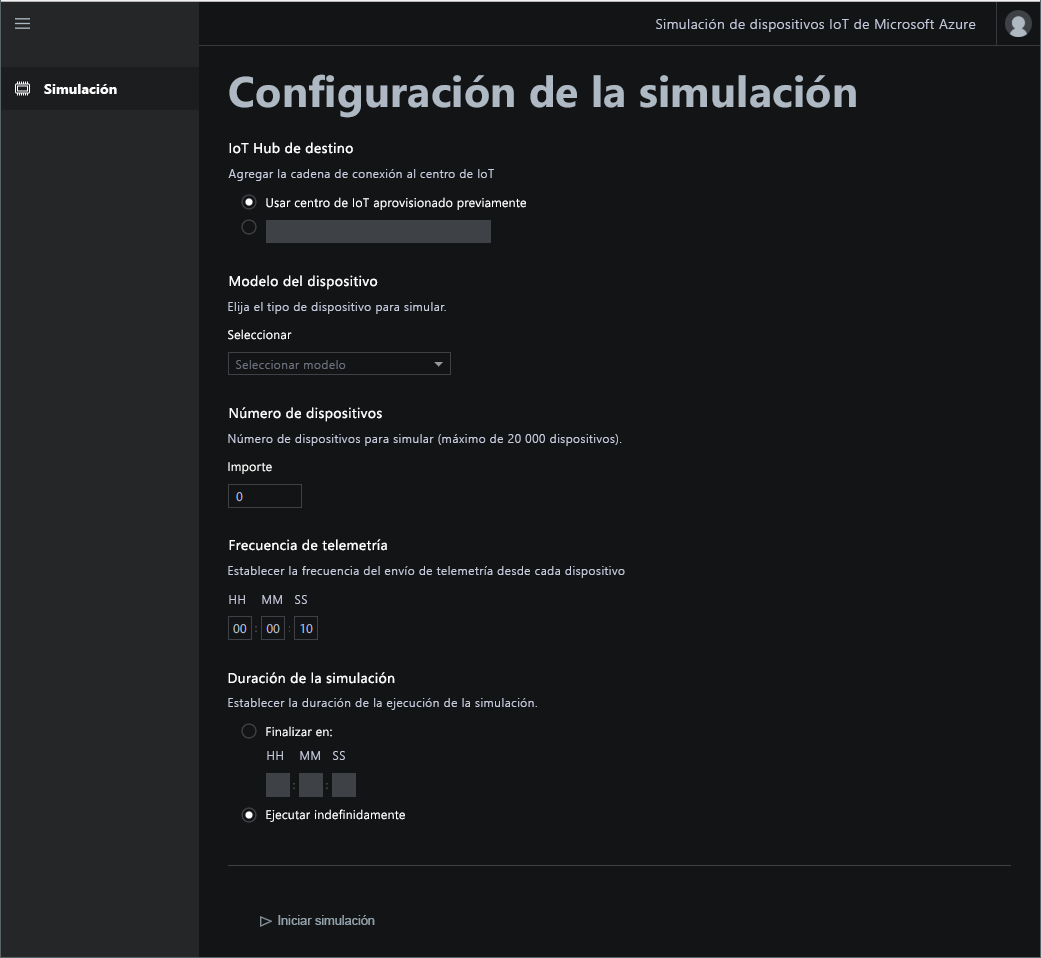 Simulación de dispositivos IoT de Microsoft Azure
Simulación
Configuración de la simulación
IoT Hub de destino
Agregar la cadena de conexión al centro de IoT
Usar centro de IoT aprovisionado previamente
Modelo del dispositivo
Elija el tipo de dispositivo para simular.
Seleccionar
Seleccionar modelo
Número de dispositivos
Número de dispositivos para simular (máximo de 20 000 dispositivos).
Importe
0
Frecuencia de telemetría
Establecer la frecuencia del envío de telemetría desde cada dispositivo
HH MM SS
00 : 00 : 10
Duración de la simulación
Establecer la duración de la ejecución de la simulación.
Finalizar en:
HH MM SS
: :
Ejecutar indefinidamente
Iniciar simulación